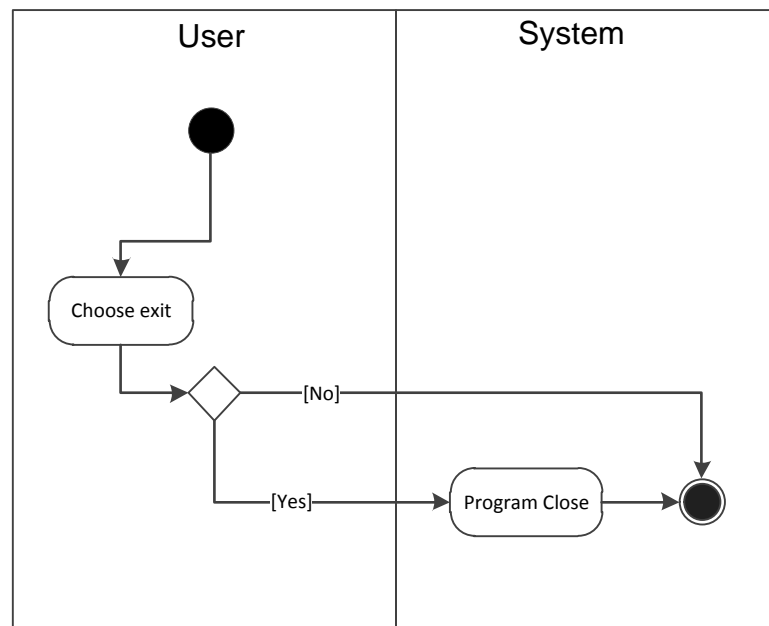 User
System
Choose exit
[No]
[Yes]
Program Close